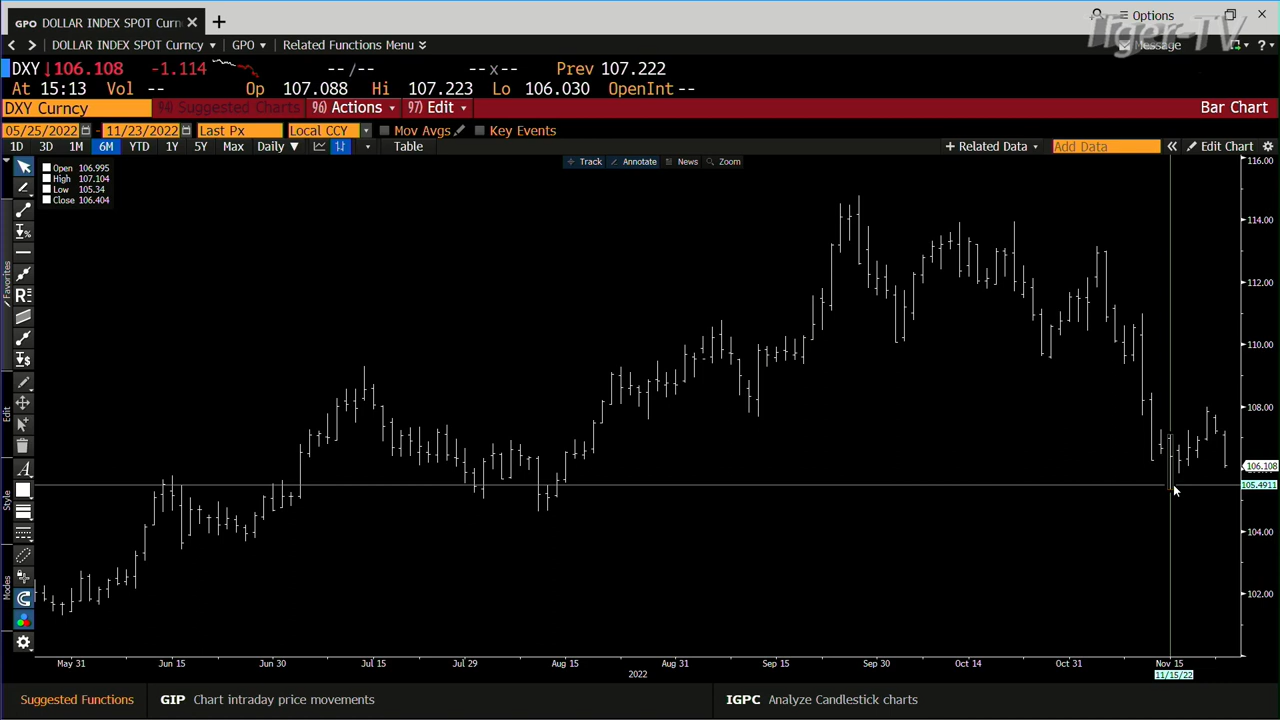 GPO DOLLAR INDEX SPOT Curn
Options
DOLLAR INDEX SPOT Curncy GPO Related Functions Menu
Message
Tiger-TV
DXY ↓106.108 -1.114 -- /-- -- x -- Prev 107.222
At 15:13 Vol -- Op 107.088 Hi 107.223 Lo 106.030 OpenInt --
DXY Curncy 94) Suggested Charts 96) Actions 97) Edit Bar Chart
05/25/2022 - 11/23/2022 Last Px Local CCY Mov Avgs Key Events
1D 3D 1M 6M YTD 1Y 5Y Max Daily ▼ Table + Related Data Add Data « Edit Chart
Track Annotate News Zoom
Open 106.995
High 107.104
Low 105.34
Close 106.404
116.00
114.00
112.00
110.00
108.00
106.108
105.4911
104.00
102.00
Favorites
Edit
Style
Modes
May 31 Jun 15 Jun 30 Jul 15 Jul 29 Aug 15 Aug 31 Sep 15 Sep 30 Oct 14 Oct 31 Nov 15
2022
11/15/22
Suggested Functions GIP Chart intraday price movements IGPC Analyze Candlestick charts